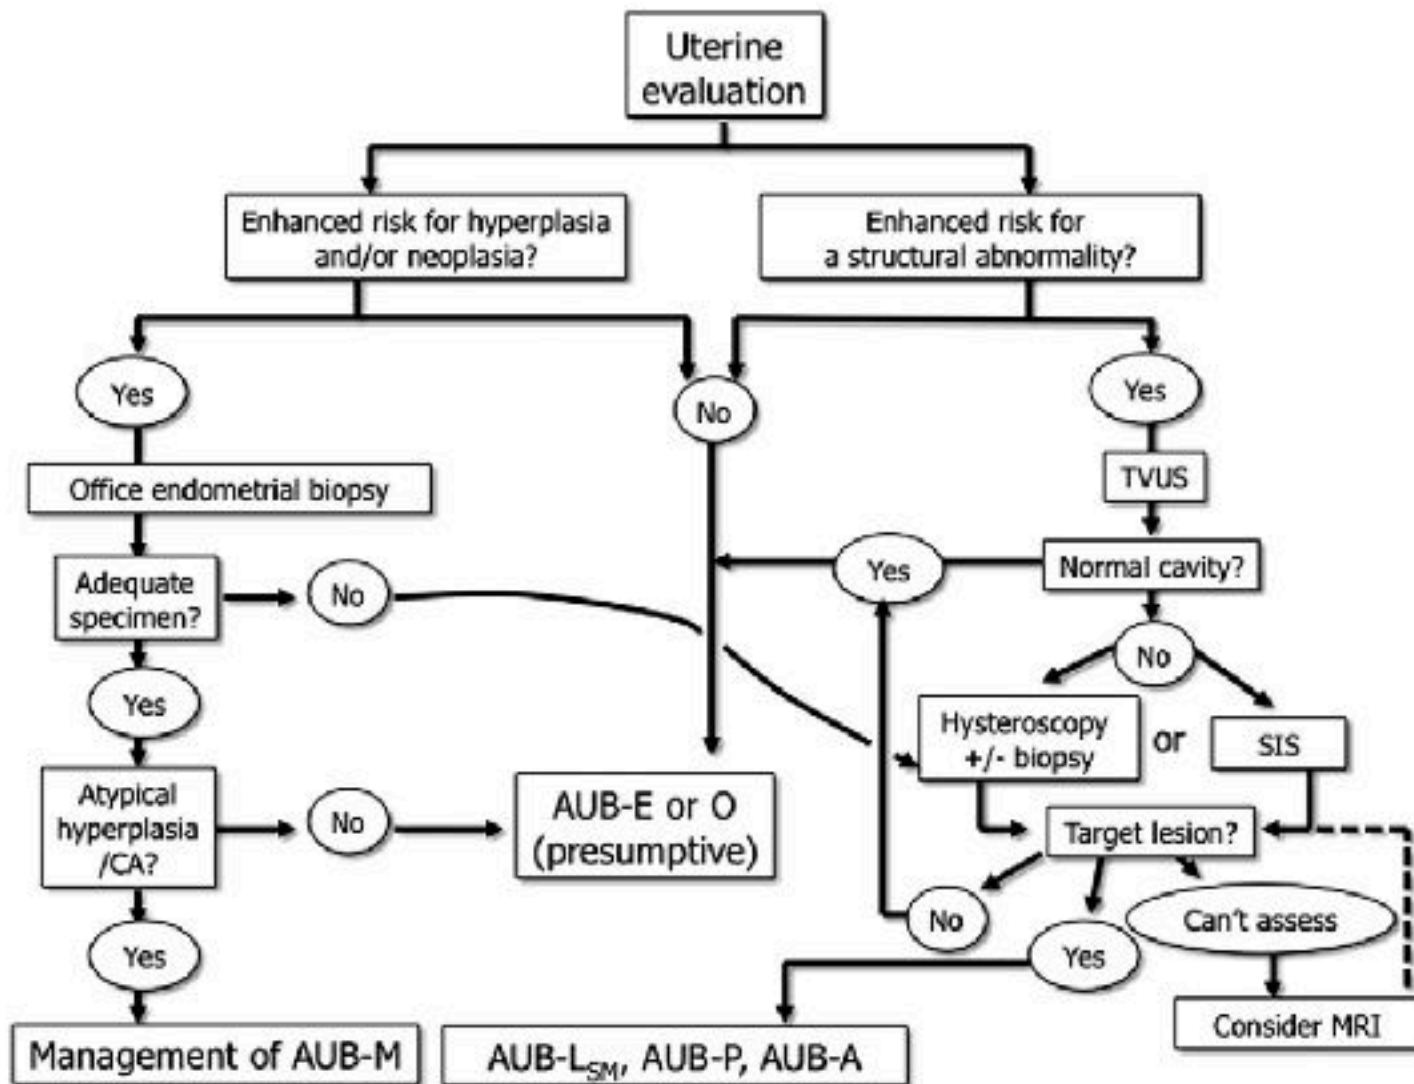 Uterine
evaluation
Enhanced risk for hyperplasia
and/or neoplasia?
Enhanced risk for
a structural abnormality?
Yes
No
Yes
Office endometrial biopsy
TVUS
Adequate
specimen?
No
Yes
Normal cavity?
Yes
No
Hysteroscopy
+/- biopsy
or
SIS
Atypical
hyperplasia
/CA?
No
AUB-E or O
(presumptive)
Target lesion?
Yes
No
Yes
Can't assess
Management of AUB-M
AUB-LSM, AUB-P, AUB-A
Consider MRI